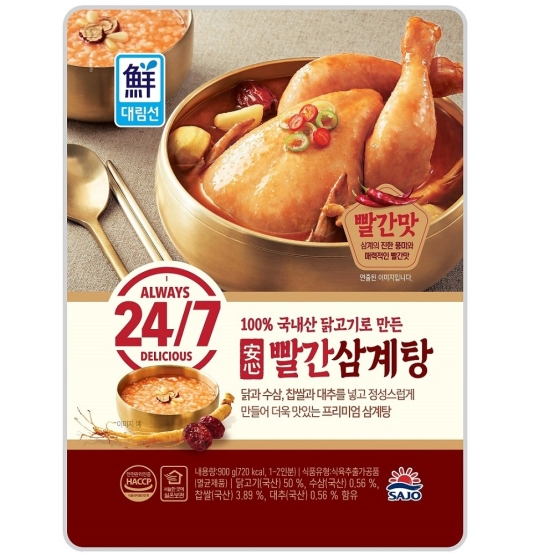 鮮
대림선
빨간맛
삼계의 진한 풍미와
매력적인 빨간맛
연출된 이미지입니다.
ALWAYS
24/7
DELICIOUS
100% 국내산 닭고기로 만든
安心 빨간삼계탕
닭과 수삼, 찹쌀과 대추를 넣고 정성스럽게
만들어 더욱 맛있는 프리미엄 삼계탕
HACCP
실온보관
내용량:900 g(720 kcal, 1-2인분) | 식품유형:식육추출가공품
(멸균제품) | 닭고기(국산) 50 %, 수삼(국산) 0.56 %,
찹쌀(국산) 3.89 %, 대추(국산) 0.56 % 함유
SAJO